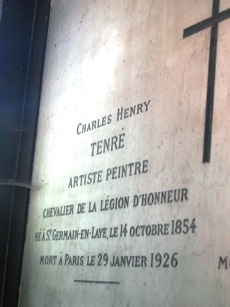 CHARLES HENRY
TENRÉ
ARTISTE PEINTRE
CHEVALIER DE LA LÉGION D'HONNEUR
NÉ À ST GERMAIN-EN-LAYE, LE 14 OCTOBRE 1854
MORT À PARIS LE 29 JANVIER 1926